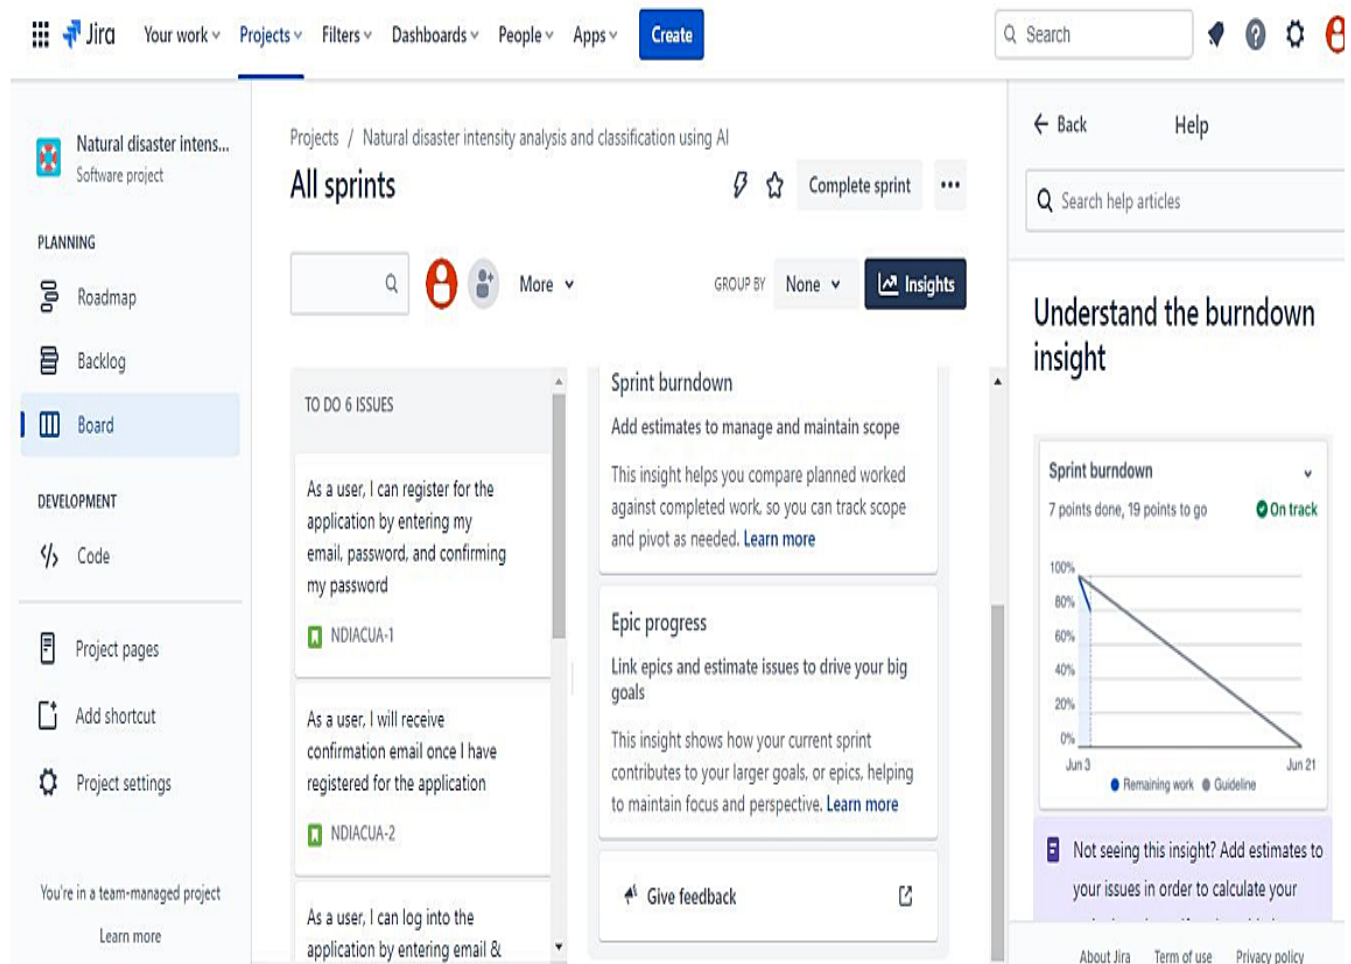 Jira Your work Projects Filters Dashboards People Apps Create Search
Natural disaster intens...
Software project
PLANNING
Roadmap
Backlog
Board
DEVELOPMENT
Code
Project pages
Add shortcut
Project settings
You're in a team-managed project
Learn more
Projects / Natural disaster intensity analysis and classification using AI
All sprints
Complete sprint
More
GROUP BY None Insights
TO DO 6 ISSUES
As a user, I can register for the
application by entering my
email, password, and confirming
my password
NDIACUA-1
As a user, I will receive
confirmation email once I have
registered for the application
NDIACUA-2
As a user, I can log into the
application by entering email &
Sprint burndown
Add estimates to manage and maintain scope
This insight helps you compare planned worked
against completed work, so you can track scope
and pivot as needed. Learn more
Epic progress
Link epics and estimate issues to drive your big
goals
This insight shows how your current sprint
contributes to your larger goals, or epics, helping
to maintain focus and perspective. Learn more
Give feedback
Back Help
Search help articles
Understand the burndown
insight
Sprint burndown
7 points done, 19 points to go On track
100%
80%
60%
40%
20%
0%
Jun 3 Jun 21
Remaining work Guideline
Not seeing this insight? Add estimates to
your issues in order to calculate your
About Jira Term of use Privacy policy